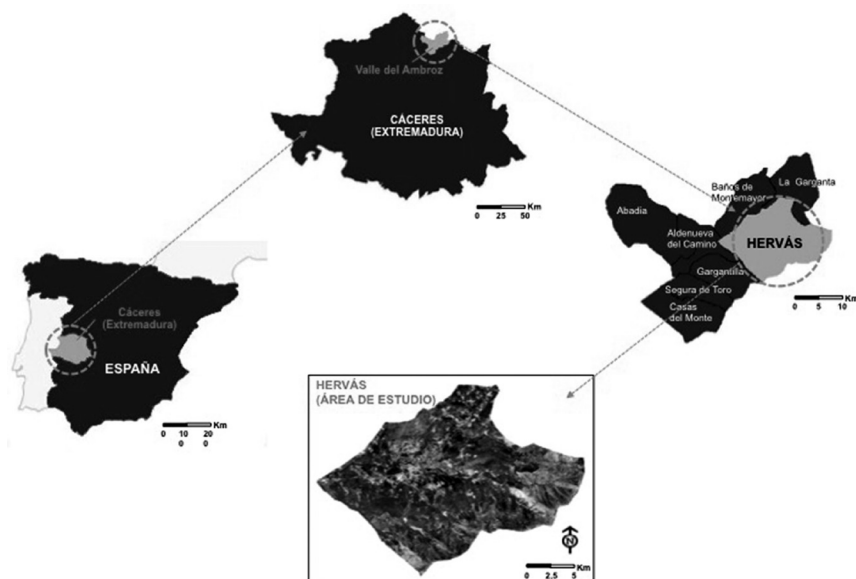 Valle del Ambroz
CÁCERES
(EXTREMADURA)
Km
0 25 50
La Garganta
Baños de
Montemayor
Abadia
Aldenueva
del Camino
HERVÁS
Gargantilla
Segura de Toro
Casas
del Monte
Km
0 5 10
Cáceres
(Extremadura)
ESPAÑA
Km
0 10 20
0 0
HERVÁS
(ÁREA DE ESTUDIO)
N
Km
0 2.5 5